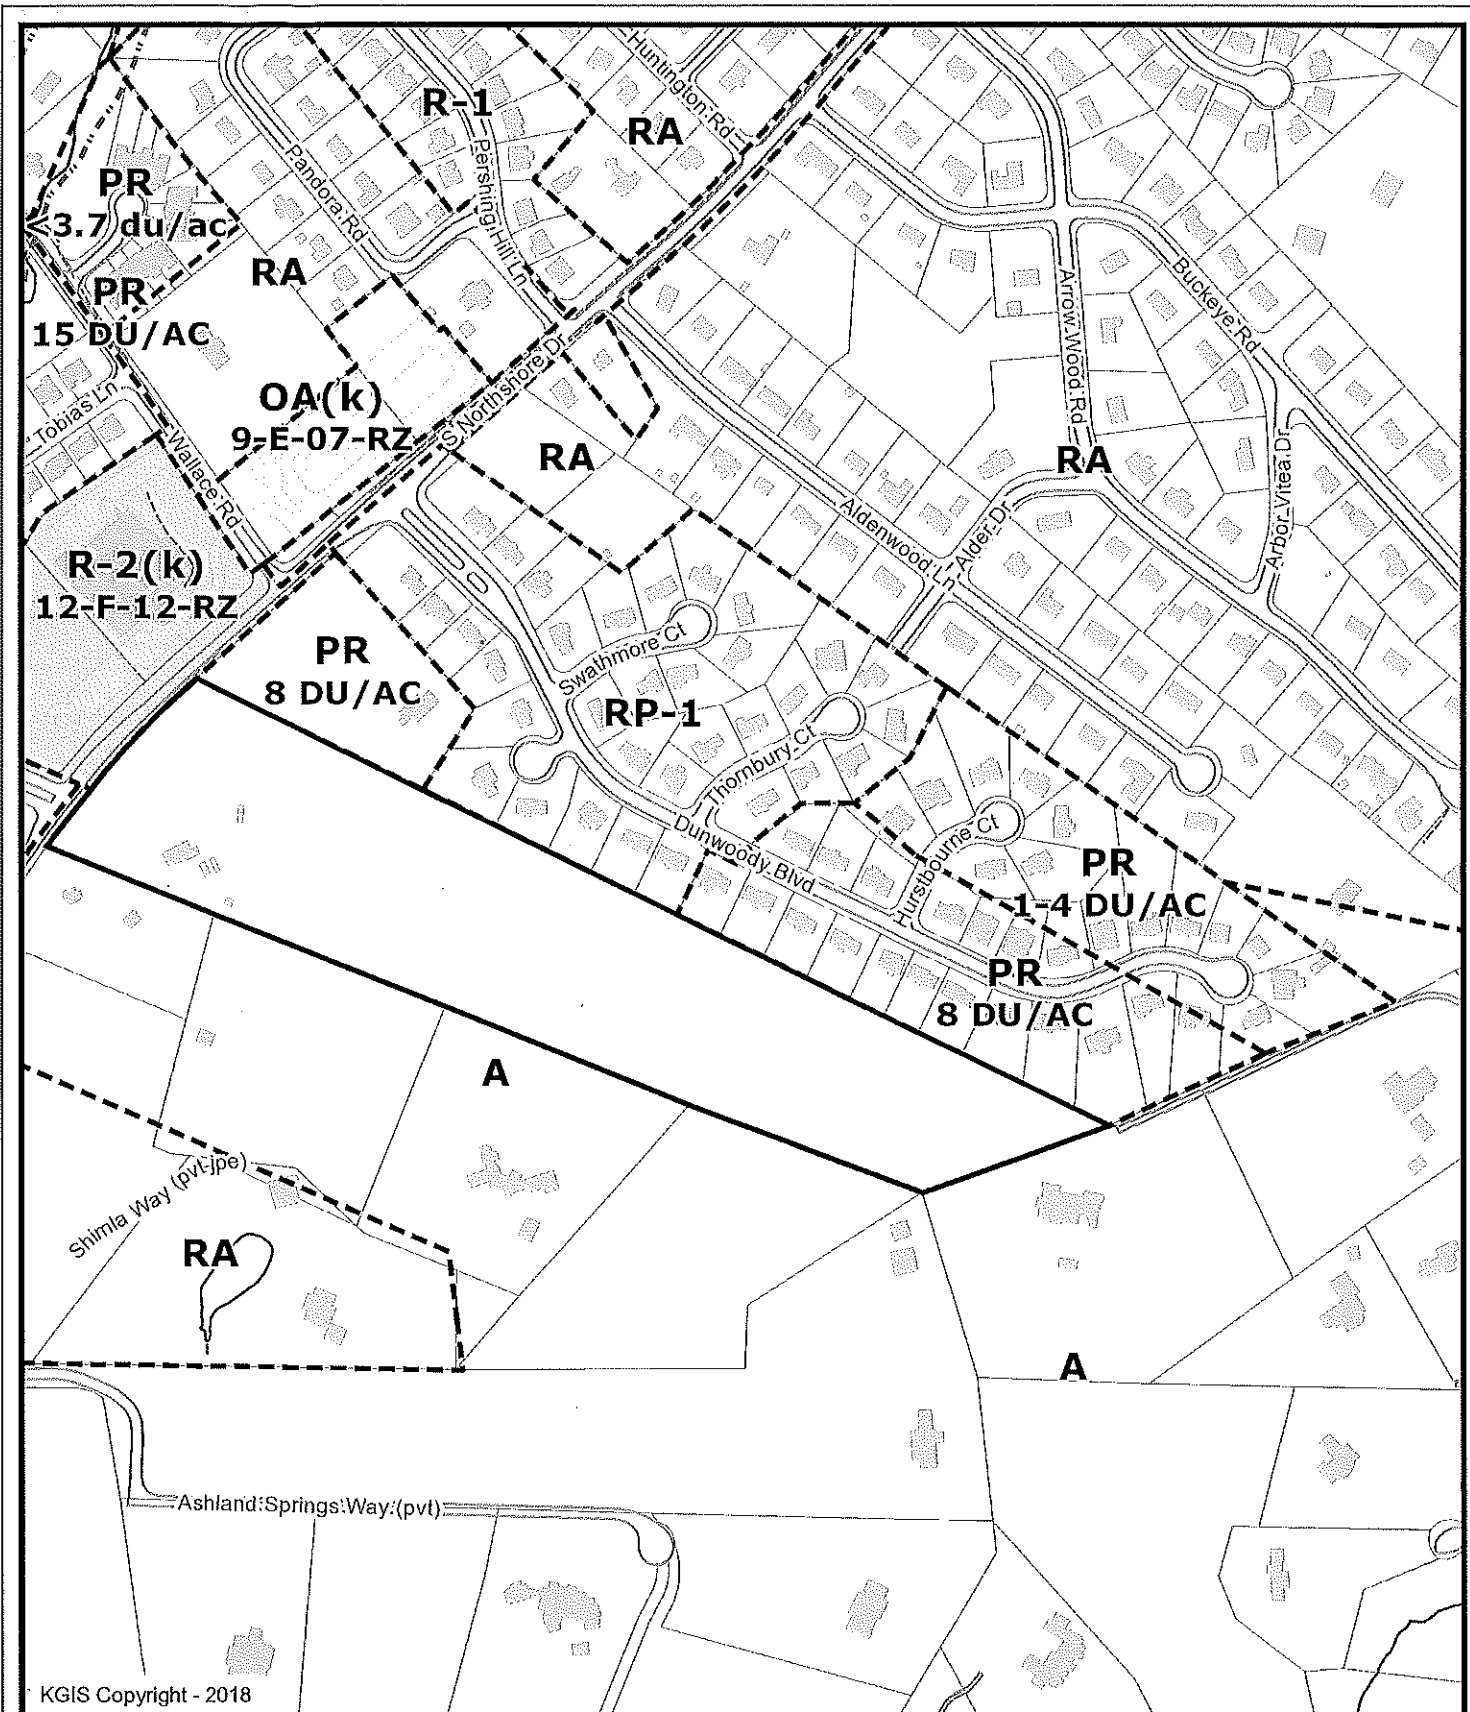 Huntington Rd
R-1
RA
Pandora Rd
Pershing Hill Ln
PR
<3.7 du/ac
RA
PR
15 DU/AC
Arrow Wood Rd
Buckeye Rd
OA(k)
9-E-07-RZ
S Northshore Dr
Tobias Ln
Wallace Rd
RA
RA
Arbor Vitea Dr
Aldenwood Ln
Alder Dr
R-2(k)
12-F-12-RZ
PR
8 DU/AC
Swathmore Ct
RP-1
Thornbury Ct
Dunwoody Blvd
Hurstbourne Ct
PR
1-4 DU/AC
PR
8 DU/AC
A
Shimla Way (pvt-jpe)
RA
A
Ashland Springs Way (pvt)
KGIS Copyright - 2018